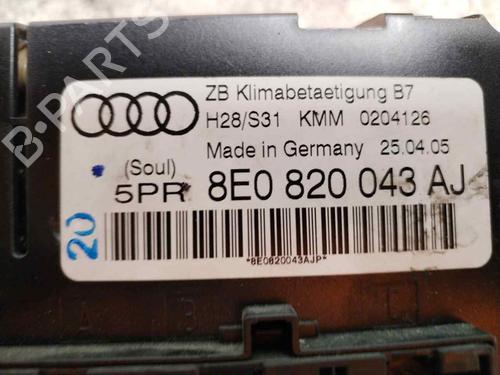 B-PARTS
ZB Klimabetaetigung B7
H28/S31 KMM 0204126
Made in Germany 25.04.05
(Soul)
5PR 8E0 820 043 AJ
20
*8E0820043AJP*
A B T